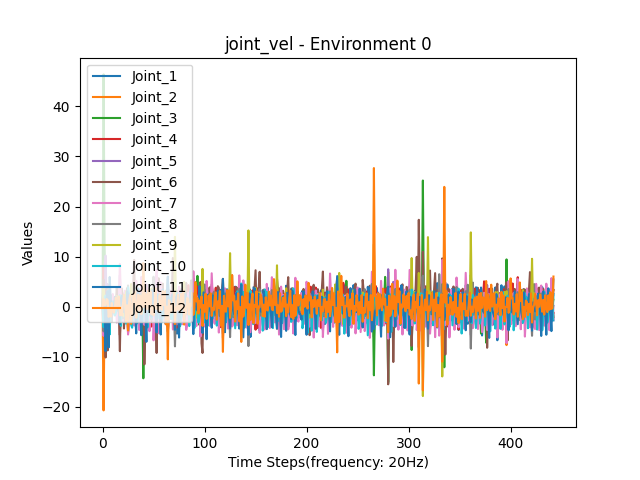 joint_vel - Environment 0
Joint_1
Joint_2
Joint_3
Joint_4
Joint_5
Joint_6
Joint_7
Joint_8
Joint_9
Joint_10
Joint_11
Joint_12
Values
40
30
20
10
0
−10
−20
0 100 200 300 400
Time Steps(frequency: 20Hz)